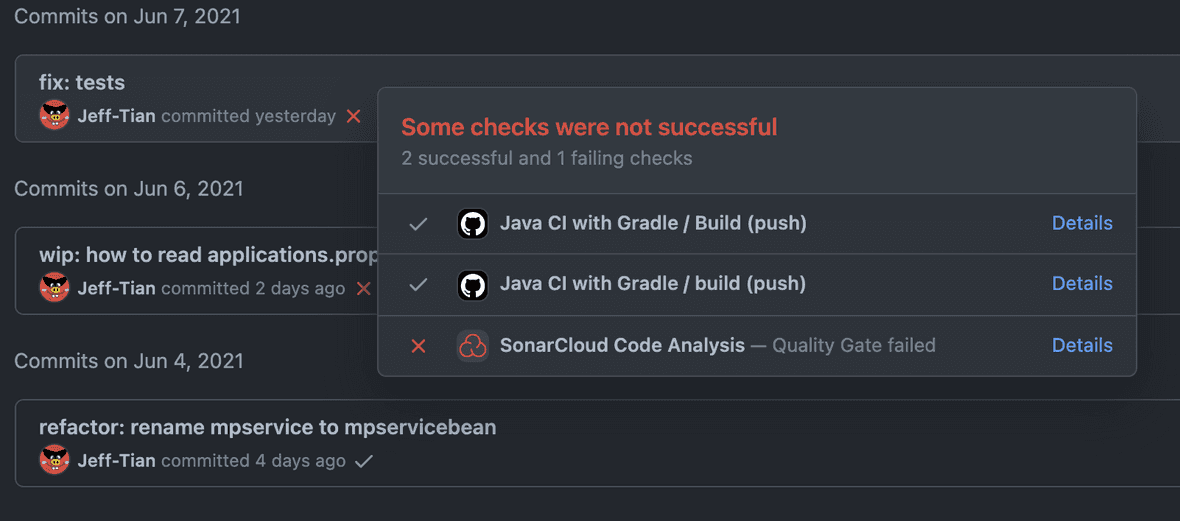 Commits on Jun 7, 2021
fix: tests
Jeff-Tian committed yesterday
Some checks were not successful
2 successful and 1 failing checks
Java CI with Gradle / Build (push) Details
Java CI with Gradle / build (push) Details
SonarCloud Code Analysis — Quality Gate failed Details
Commits on Jun 6, 2021
wip: how to read applications.prop
Jeff-Tian committed 2 days ago
Commits on Jun 4, 2021
refactor: rename mpservice to mpservicebean
Jeff-Tian committed 4 days ago